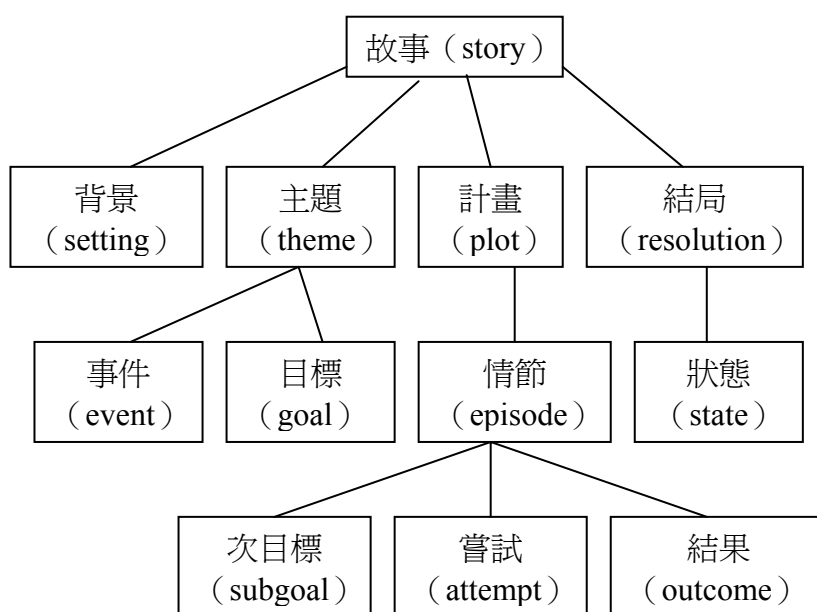 故事（story）
背景
（setting）
主題
（theme）
計畫
（plot）
結局
（resolution）
事件
（event）
目標
（goal）
情節
（episode）
狀態
（state）
次目標
（subgoal）
嘗試
（attempt）
結果
（outcome）